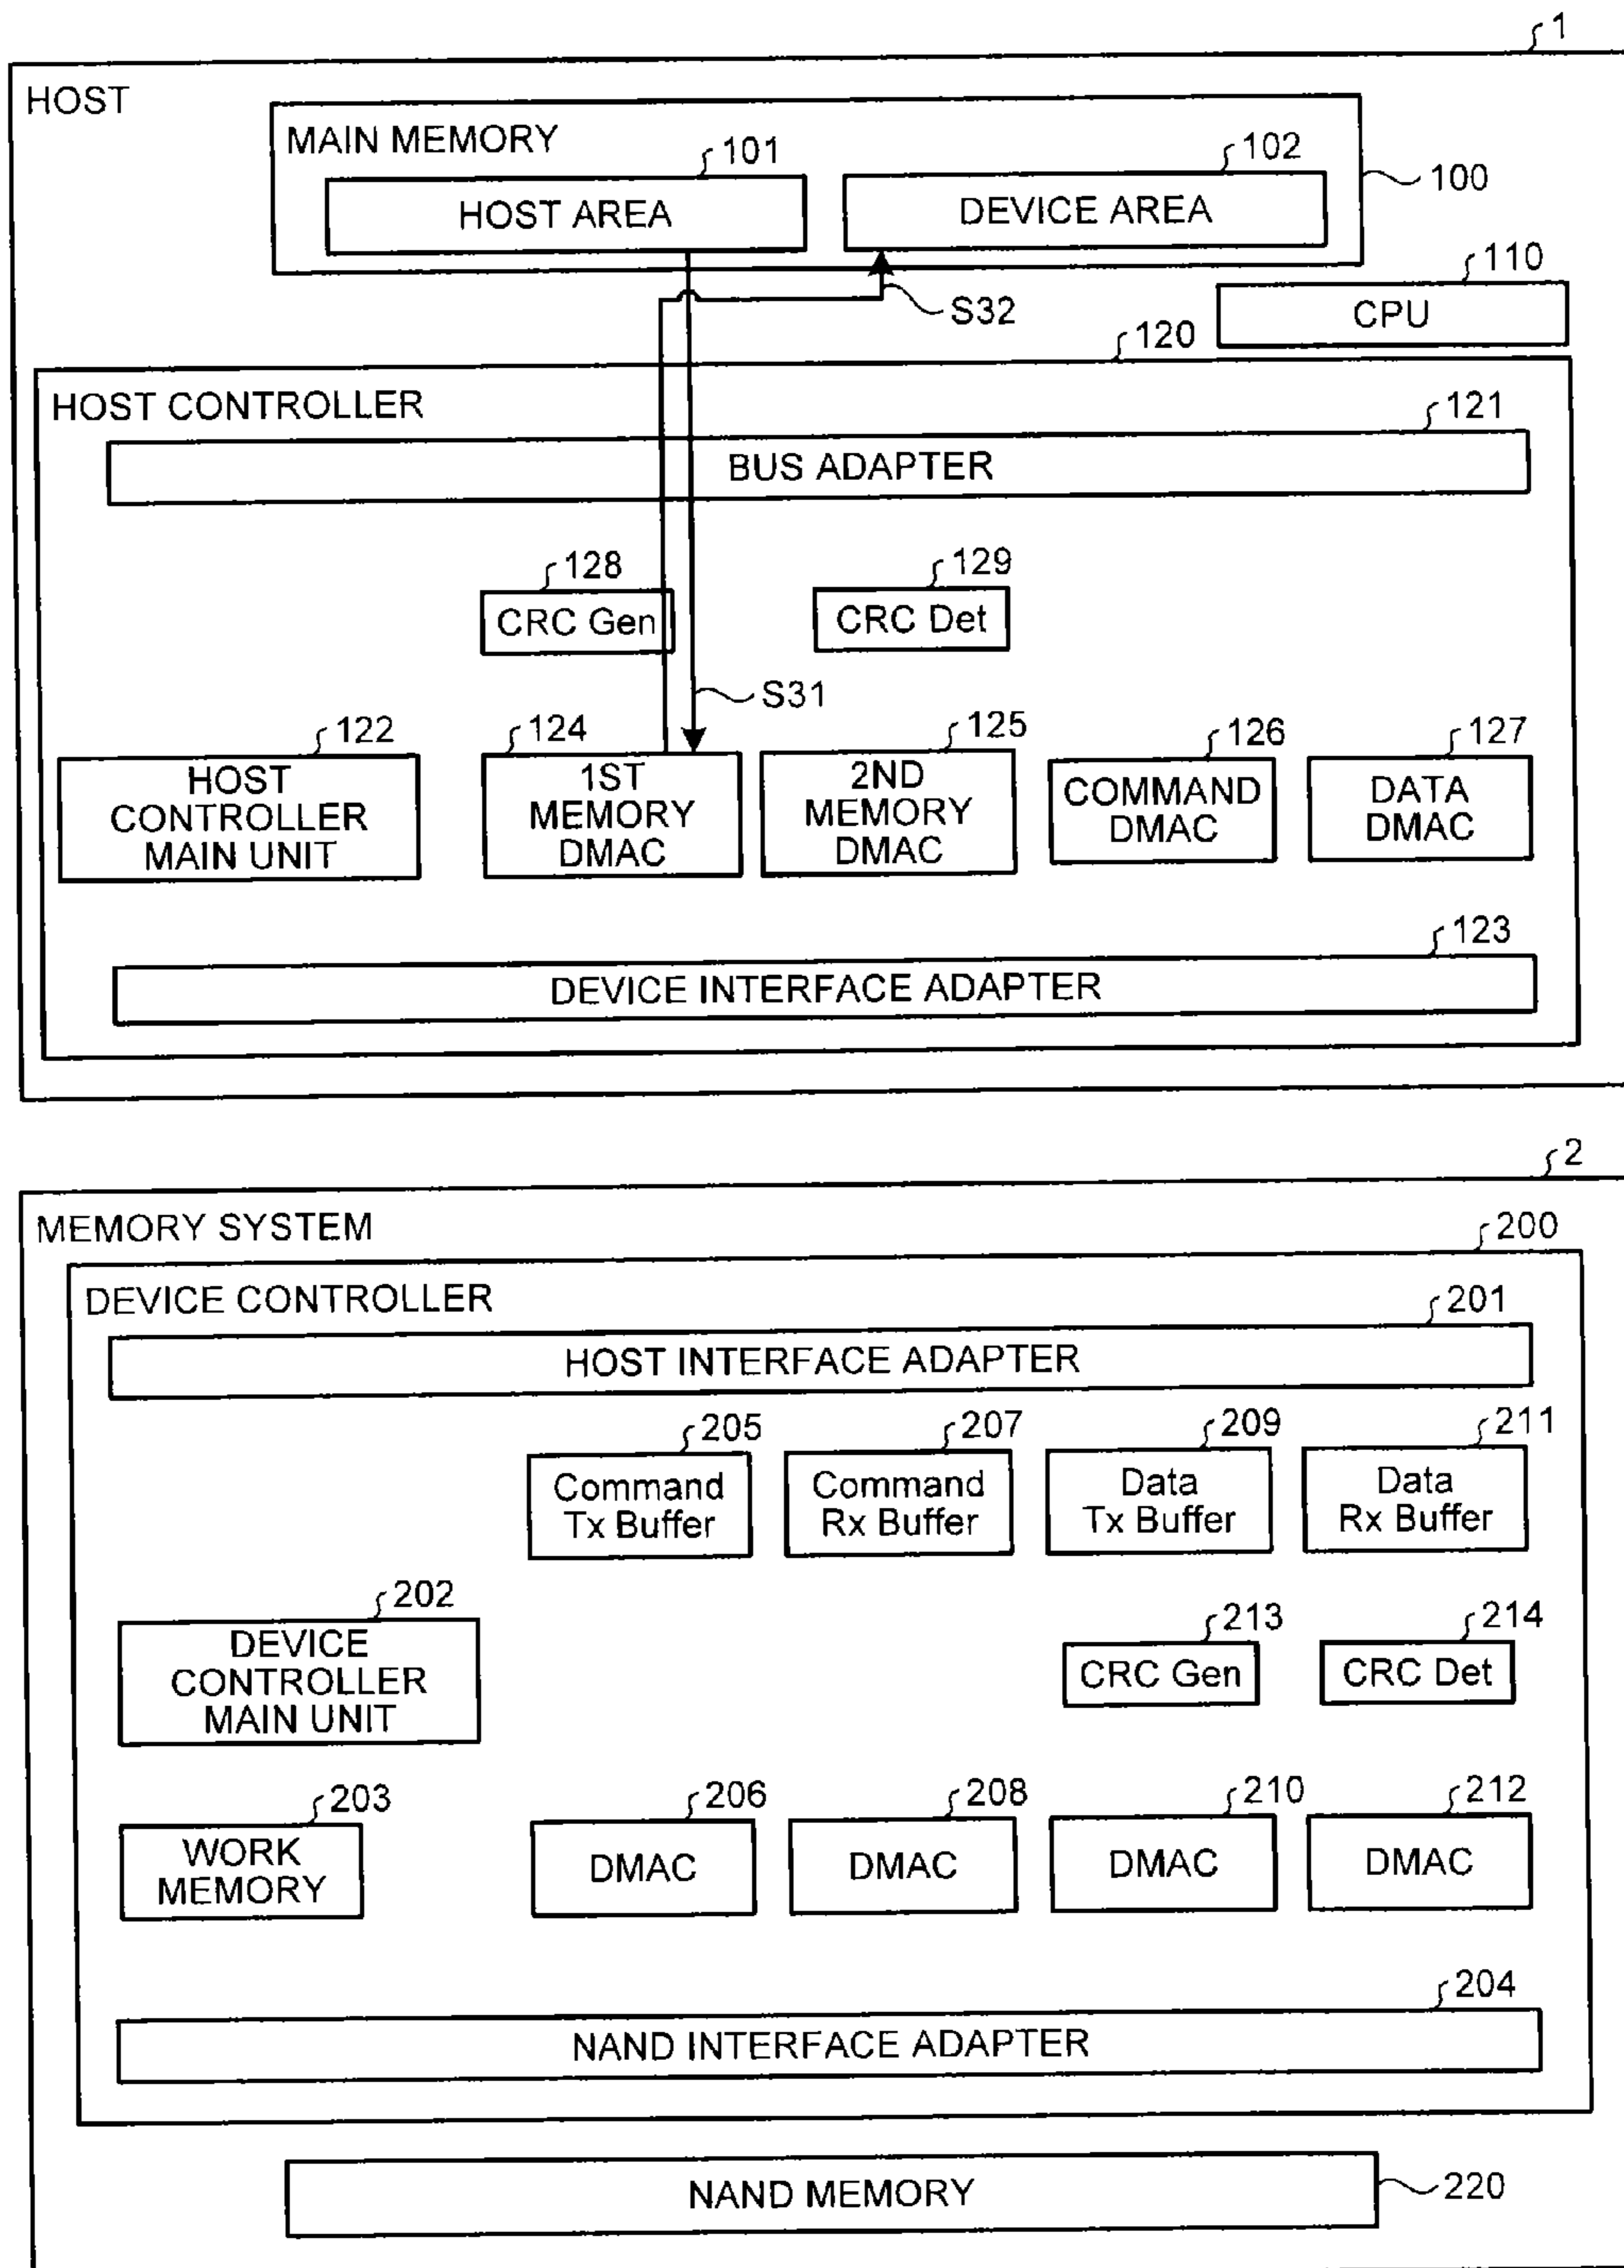 1
HOST
MAIN MEMORY
101
102
HOST AREA
DEVICE AREA
100
110
S32
CPU
120
HOST CONTROLLER
121
BUS ADAPTER
128
129
CRC Gen
CRC Det
S31
122
124
125
126
127
HOST
CONTROLLER
MAIN UNIT
1ST
MEMORY
DMAC
2ND
MEMORY
DMAC
COMMAND
DMAC
DATA
DMAC
123
DEVICE INTERFACE ADAPTER
2
MEMORY SYSTEM
200
DEVICE CONTROLLER
201
HOST INTERFACE ADAPTER
205
207
209
211
Command
Tx Buffer
Command
Rx Buffer
Data
Tx Buffer
Data
Rx Buffer
202
213
214
DEVICE
CONTROLLER
MAIN UNIT
CRC Gen
CRC Det
203
206
208
210
212
WORK
MEMORY
DMAC
DMAC
DMAC
DMAC
204
NAND INTERFACE ADAPTER
NAND MEMORY
220